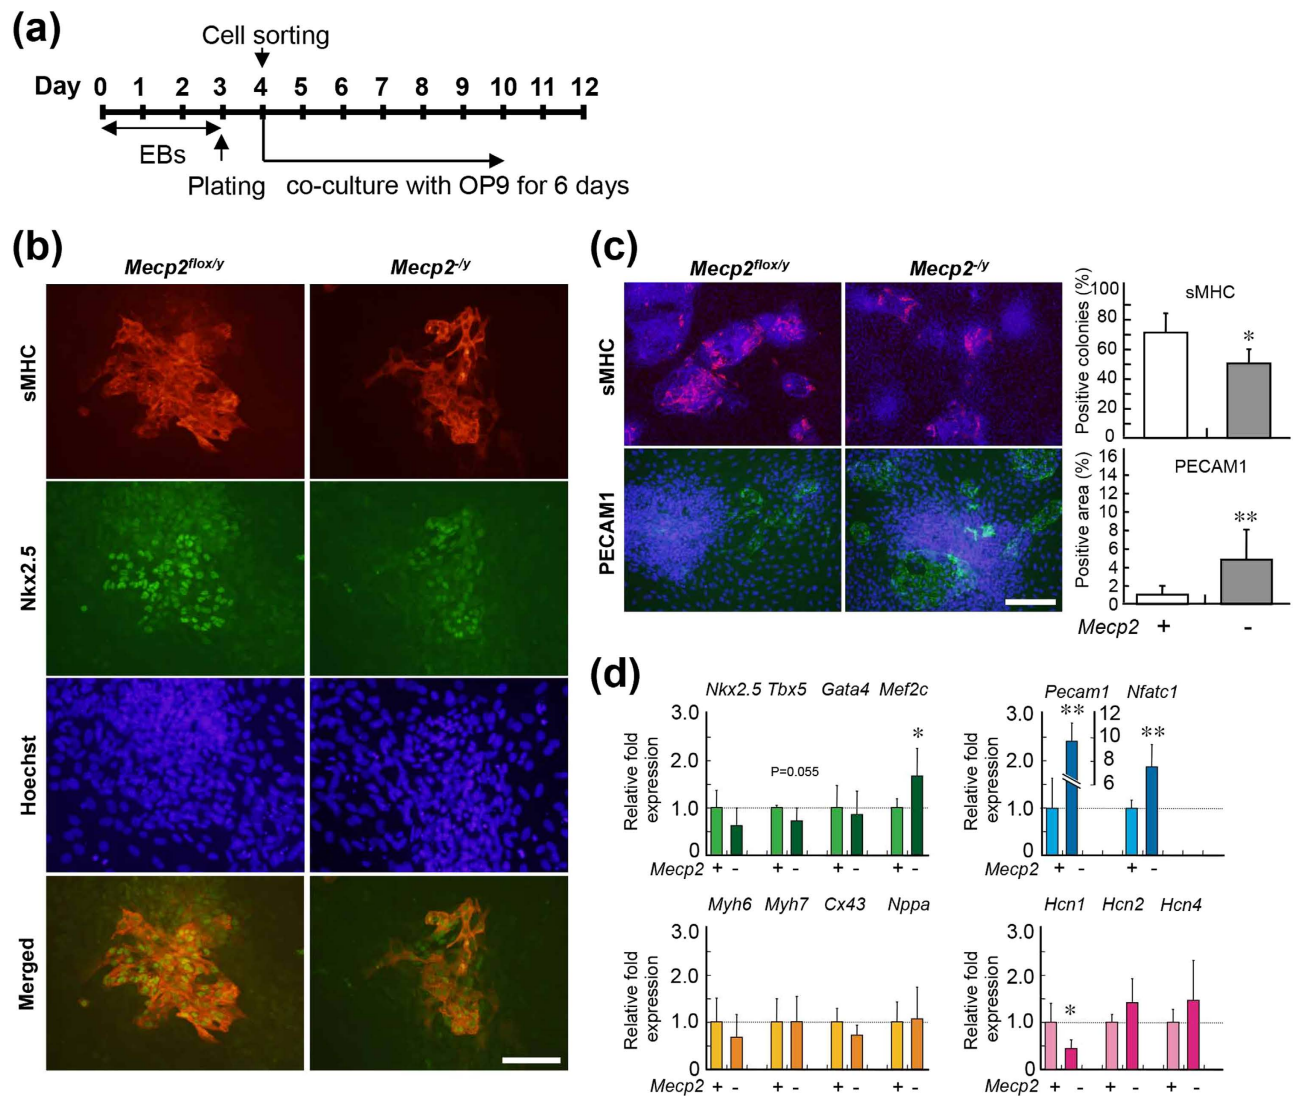 (a)
Cell sorting
Day 0 1 2 3 4 5 6 7 8 9 10 11 12
EBs
Plating co-culture with OP9 for 6 days
(b)
Mecp2flox/y Mecp2-/y
sMHC
Nkx2.5
Hoechst
Merged
(c)
Mecp2flox/y Mecp2-/y
sMHC
PECAM1
Positive colonies (%)
100
80
60
40
20
0
sMHC
*
Positive area (%)
16
14
12
10
8
6
4
2
0
PECAM1
**
Mecp2 + -
(d)
Nkx2.5 Tbx5 Gata4 Mef2c
Relative fold
expression
3.0
2.0
1.0
0
P=0.055
*
Mecp2 + - + - + - + -
Pecam1 Nfatc1
Relative fold
expression
3.0
2.0
1.0
0
**
12
10
8
6
**
Mecp2 + - + -
Myh6 Myh7 Cx43 Nppa
Relative fold
expression
3.0
2.0
1.0
0
Mecp2 + - + - + - + -
Hcn1 Hcn2 Hcn4
Relative fold
expression
3.0
2.0
1.0
0
*
Mecp2 + - + - + -